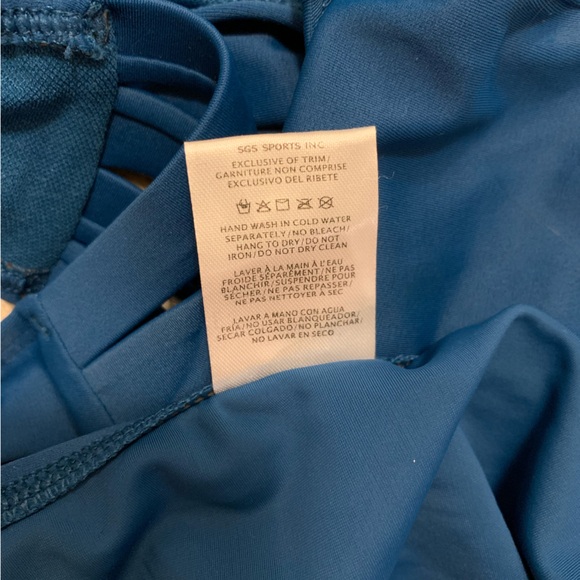 SGS SPORTS INC
EXCLUSIVE OF TRIM/
GARNITURE NON COMPRISE
EXCLUSIVO DEL RIBETE
HAND WASH IN COLD WATER
SEPARATELY/NO BLEACH/
HANG TO DRY/DO NOT
IRON/DO NOT DRY CLEAN
LAVER À LA MAIN À L'EAU
FROIDE SÉPARÉMENT/NE PAS
BLANCHIR/SUSPENDRE POUR
SÉCHER/NE PAS REPASSER/
NE PAS NETTOYER À SEC
LAVAR A MANO CON AGUA
FRÍA/NO USAR BLANQUEADOR/
SECAR COLGADO/NO PLANCHAR/
NO LAVAR EN SECO